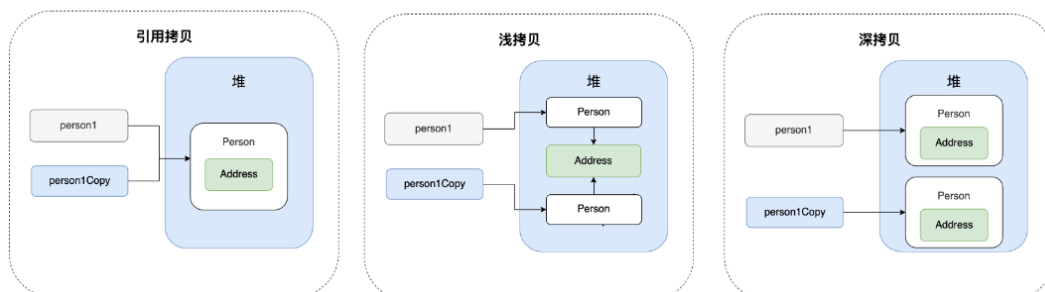 引用拷贝
堆
person1
Person
Address
person1Copy
浅拷贝
堆
Person
person1
Address
person1Copy
Person
深拷贝
堆
Person
person1
Address
Person
person1Copy
Address